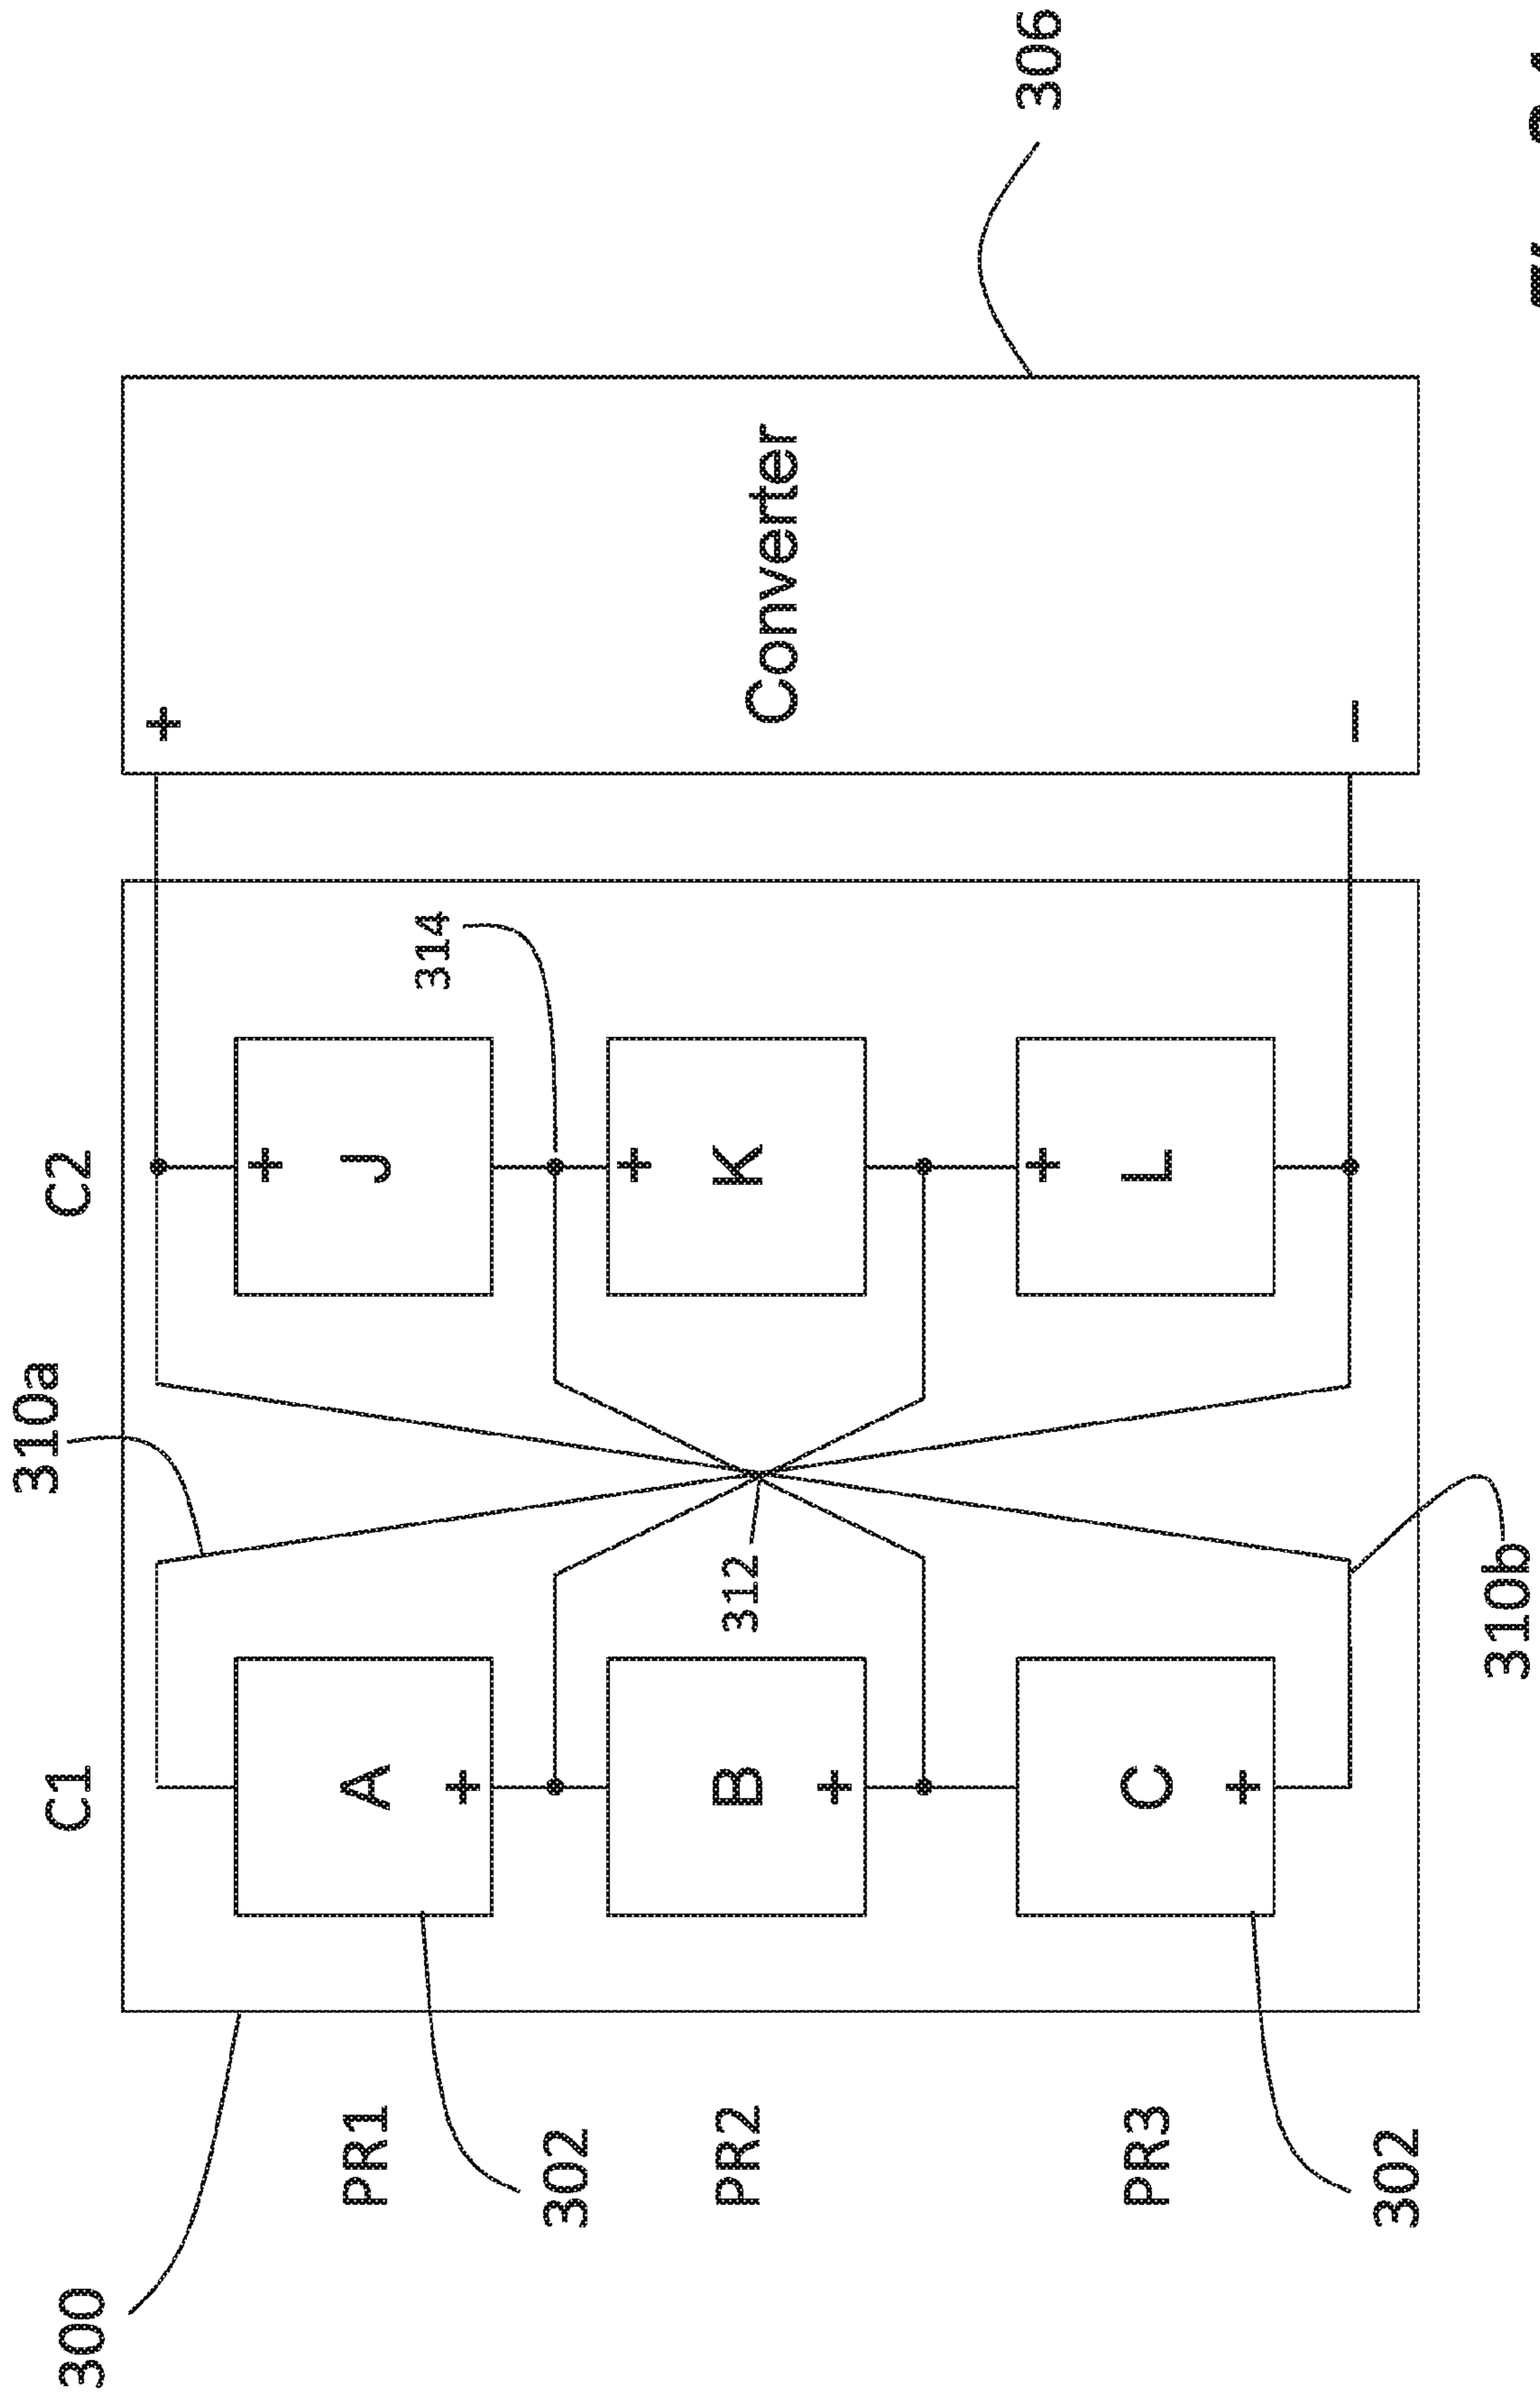 300
C1
310a
C2
PR1
302
A
+
J
+
314
PR2
B
+
312
K
+
PR3
302
C
+
L
+
310b
+
Converter
−
306